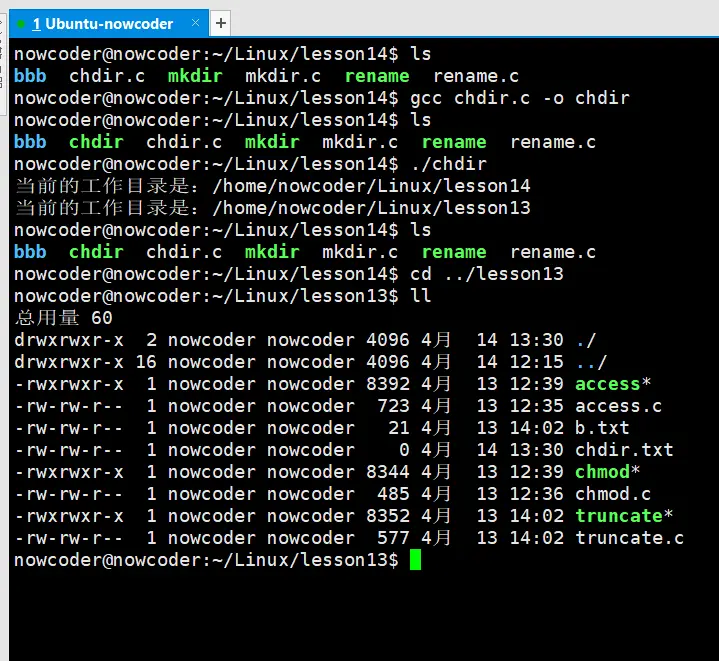 1 Ubuntu-nowcoder × +
nowcoder@nowcoder:~/Linux/lesson14$ ls
bbb chdir.c mkdir mkdir.c rename rename.c
nowcoder@nowcoder:~/Linux/lesson14$ gcc chdir.c -o chdir
nowcoder@nowcoder:~/Linux/lesson14$ ls
bbb chdir chdir.c mkdir mkdir.c rename rename.c
nowcoder@nowcoder:~/Linux/lesson14$ ./chdir
当前的工作目录是：/home/nowcoder/Linux/lesson14
当前的工作目录是：/home/nowcoder/Linux/lesson13
nowcoder@nowcoder:~/Linux/lesson14$ ls
bbb chdir chdir.c mkdir mkdir.c rename rename.c
nowcoder@nowcoder:~/Linux/lesson14$ cd ../lesson13
nowcoder@nowcoder:~/Linux/lesson13$ ll
总用量 60
drwxrwxr-x 2 nowcoder nowcoder 4096 4月 14 13:30 ./
drwxrwxr-x 16 nowcoder nowcoder 4096 4月 14 12:15 ../
-rwxrwxr-x 1 nowcoder nowcoder 8392 4月 13 12:39 access*
-rw-rw-r-- 1 nowcoder nowcoder 723 4月 13 12:35 access.c
-rw-rw-r-- 1 nowcoder nowcoder 21 4月 13 14:02 b.txt
-rw-rw-r-- 1 nowcoder nowcoder 0 4月 14 13:30 chdir.txt
-rwxrwxr-x 1 nowcoder nowcoder 8344 4月 13 12:39 chmod*
-rw-rw-r-- 1 nowcoder nowcoder 485 4月 13 12:36 chmod.c
-rwxrwxr-x 1 nowcoder nowcoder 8352 4月 13 14:02 truncate*
-rw-rw-r-- 1 nowcoder nowcoder 577 4月 13 14:02 truncate.c
nowcoder@nowcoder:~/Linux/lesson13$